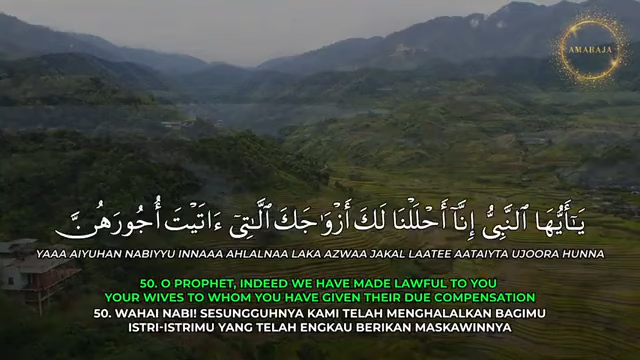 AMARAJA
يَـٰٓأَيُّهَا ٱلنَّبِىُّ إِنَّآ أَحْلَلْنَا لَكَ أَزْوَٰجَكَ ٱلَّـٰتِىٓ ءَاتَيْتَ أُجُورَهُنَّ
YAAA AIYUHAN NABIYYU INNAAA AHLALNAA LAKA AZWAA JAKAL LAATEE AATAIYTA UJOORA HUNNA
50. O PROPHET, INDEED WE HAVE MADE LAWFUL TO YOU
YOUR WIVES TO WHOM YOU HAVE GIVEN THEIR DUE COMPENSATION
50. WAHAI NABI! SESUNGGUHNYA KAMI TELAH MENGHALALKAN BAGIMU
ISTRI-ISTRIMU YANG TELAH ENGKAU BERIKAN MASKAWINNYA